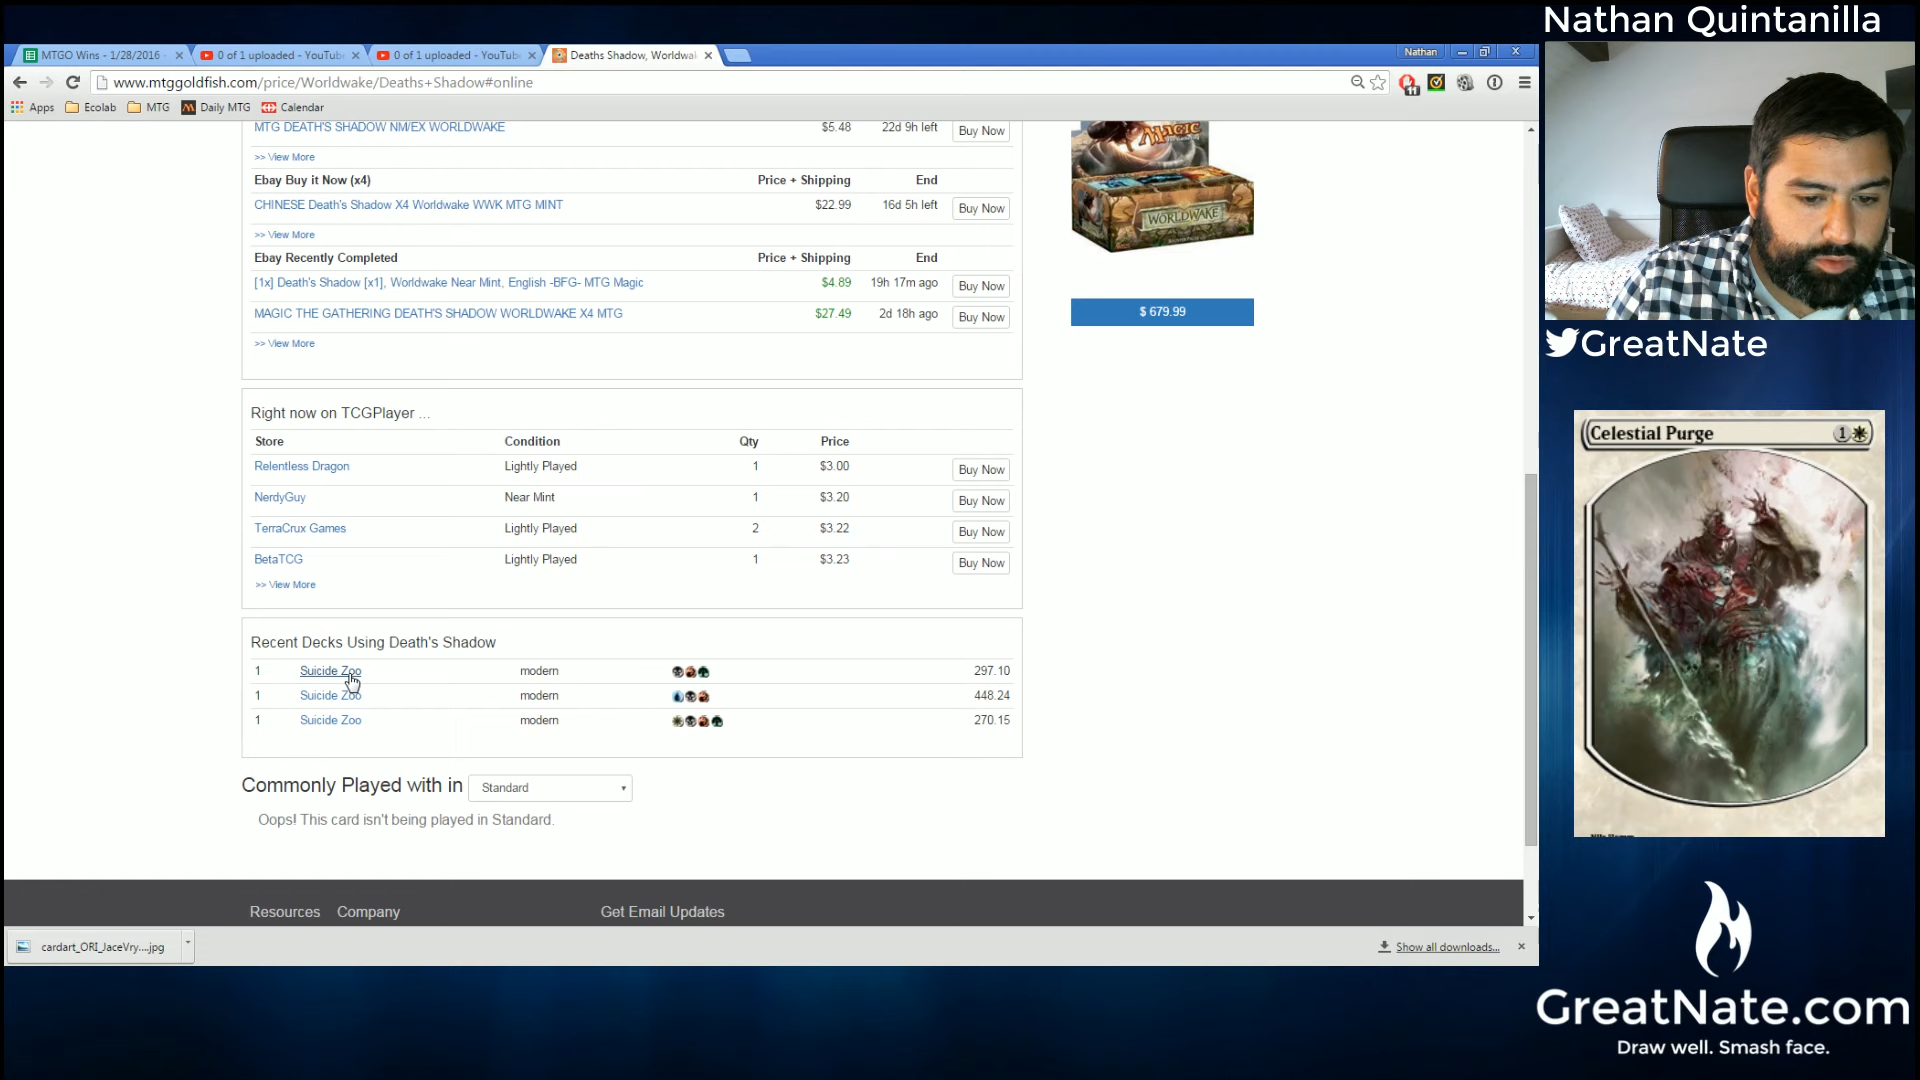 Nathan Quintanilla
MTGO Wins - 1/28/2016 -
0 of 1 uploaded - YouTube
0 of 1 uploaded - YouTube
Deaths Shadow, Worldwak
Nathan
www.mtggoldfish.com/price/Worldwake/Deaths+Shadow#online
Apps Ecolab MTG Daily MTG Calendar
MTG DEATH'S SHADOW NM/EX WORLDWAKE $5.48 22d 9h left Buy Now
>> View More
Ebay Buy it Now (x4) Price + Shipping End
CHINESE Death's Shadow X4 Worldwake WWK MTG MINT $22.99 16d 5h left Buy Now
>> View More
Ebay Recently Completed Price + Shipping End
[1x] Death's Shadow [x1], Worldwake Near Mint, English -BFG- MTG Magic $4.89 19h 17m ago Buy Now
MAGIC THE GATHERING DEATH'S SHADOW WORLDWAKE X4 MTG $27.49 2d 18h ago Buy Now
>> View More
MAGIC
WORLDWAKE
$ 679.99
GreatNate
Right now on TCGPlayer ...
Store Condition Qty Price
Relentless Dragon Lightly Played 1 $3.00 Buy Now
NerdyGuy Near Mint 1 $3.20 Buy Now
TerraCrux Games Lightly Played 2 $3.22 Buy Now
BetaTCG Lightly Played 1 $3.23 Buy Now
>> View More
Recent Decks Using Death's Shadow
1 Suicide Zoo modern 297.10
1 Suicide Zoo modern 448.24
1 Suicide Zoo modern 270.15
Commonly Played with in Standard
Oops! This card isn't being played in Standard.
Resources Company Get Email Updates
cardart_ORI_JaceVry....jpg
Show all downloads...
Celestial Purge 1
GreatNate.com
Draw well. Smash face.